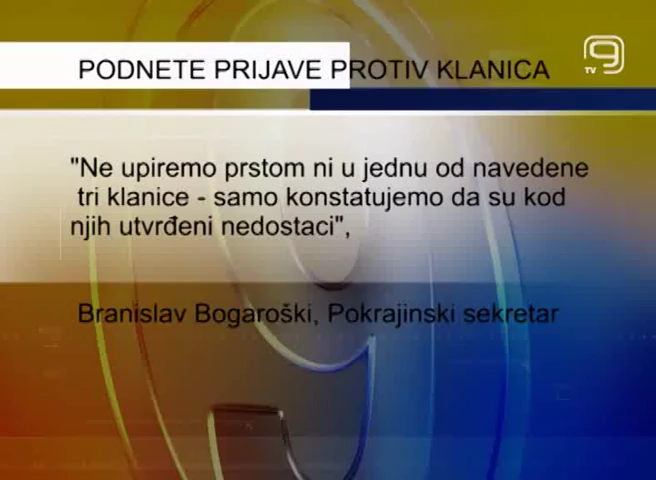 PODNETE PRIJAVE PROTIV KLANICA
9
TV
"Ne upiremo prstom ni u jednu od navedene
tri klanice - samo konstatujemo da su kod
njih utvrđeni nedostaci",
Branislav Bogaroški, Pokrajinski sekretar